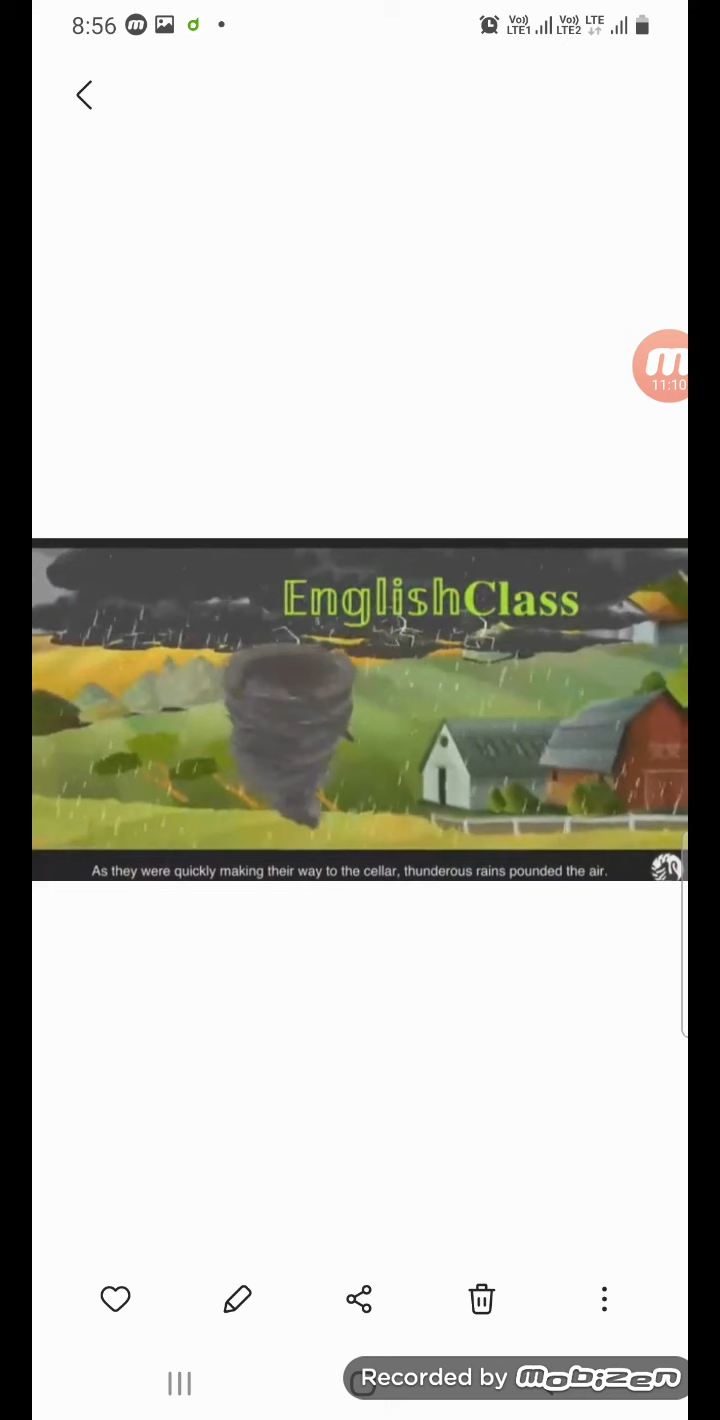 8:56
Vo)) LTE1 Vo)) LTE2 LTE
11:10
EnglishClass
As they were quickly making their way to the cellar, thunderous rains pounded the air.
Recorded by mobizen